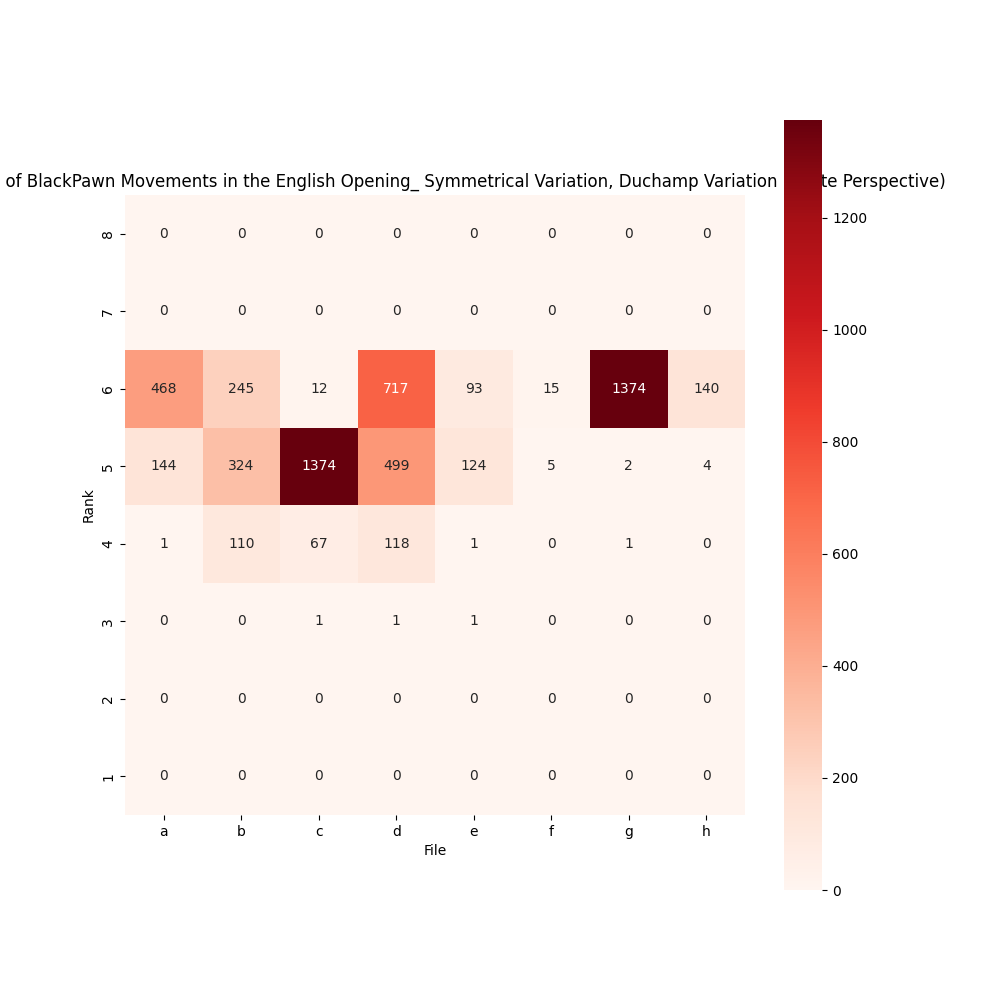 of BlackPawn Movements in the English Opening_ Symmetrical Variation, Duchamp Variation te Perspective)
8 0 0 0 0 0 0 0 0
7 0 0 0 0 0 0 0 0
6 468 245 12 717 93 15 1374 140
5 144 324 1374 499 124 5 2 4
4 1 110 67 118 1 0 1 0
3 0 0 1 1 1 0 0 0
2 0 0 0 0 0 0 0 0
1 0 0 0 0 0 0 0 0
a b c d e f g h
Rank
File
1200
1000
800
600
400
200
0